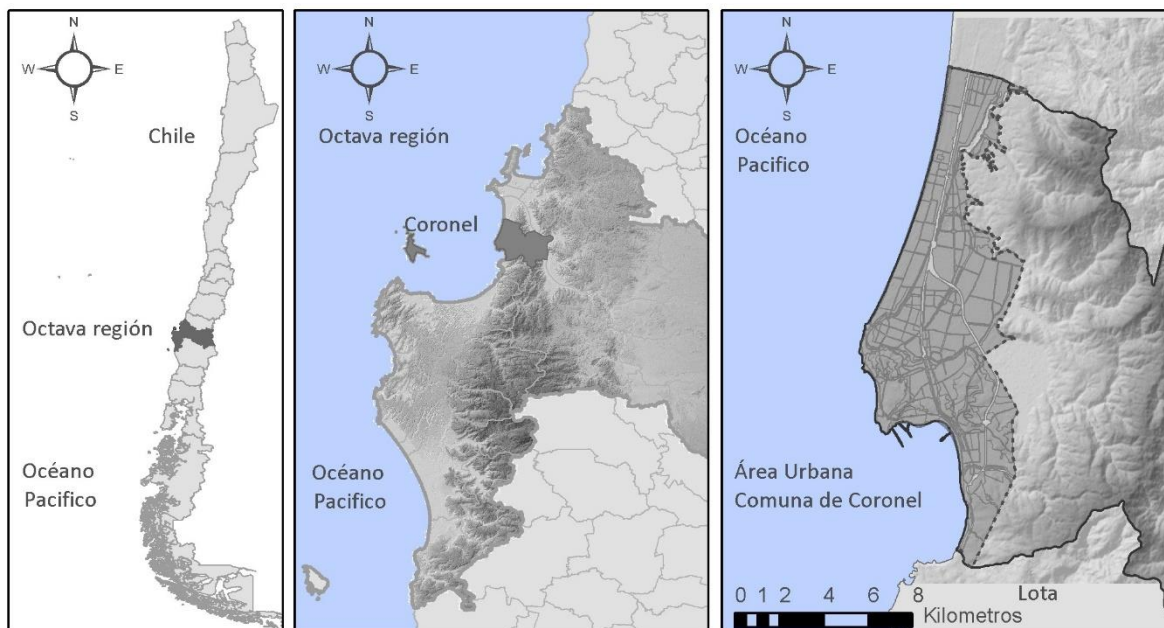 N
W
E
S
Chile
Octava región
Océano
Pacifico
N
W
E
S
Octava región
Coronel
Océano
Pacifico
N
W
E
S
Océano
Pacifico
Área Urbana
Comuna de Coronel
Lota
0 1 2 4 6 8
Kilometros